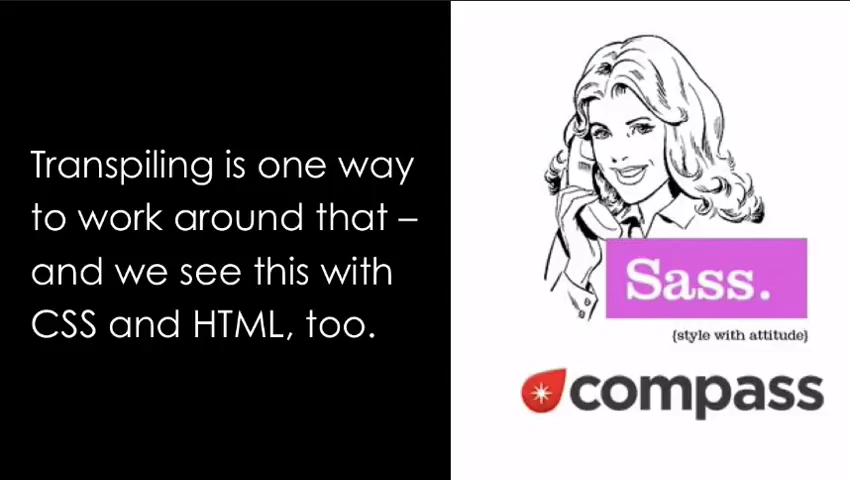 Transpiling is one way
to work around that –
and we see this with
CSS and HTML, too.
Sass.
{style with attitude}
compass